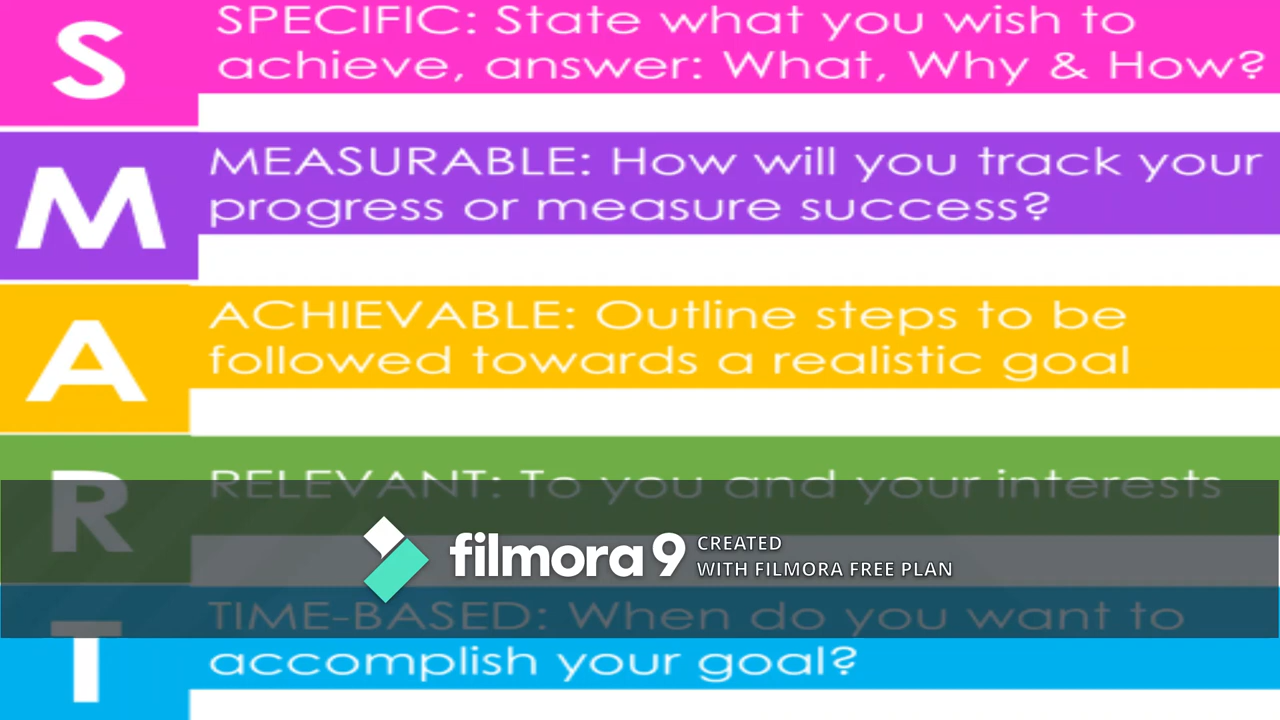 S
SPECIFIC: State what you wish to
achieve, answer: What, Why & How?
M
MEASURABLE: How will you track your
progress or measure success?
A
ACHIEVABLE: Outline steps to be
followed towards a realistic goal
R
RELEVANT: To you and your interests
filmora9
CREATED
WITH FILMORA FREE PLAN
T
TIME-BASED: When do you want to
accomplish your goal?